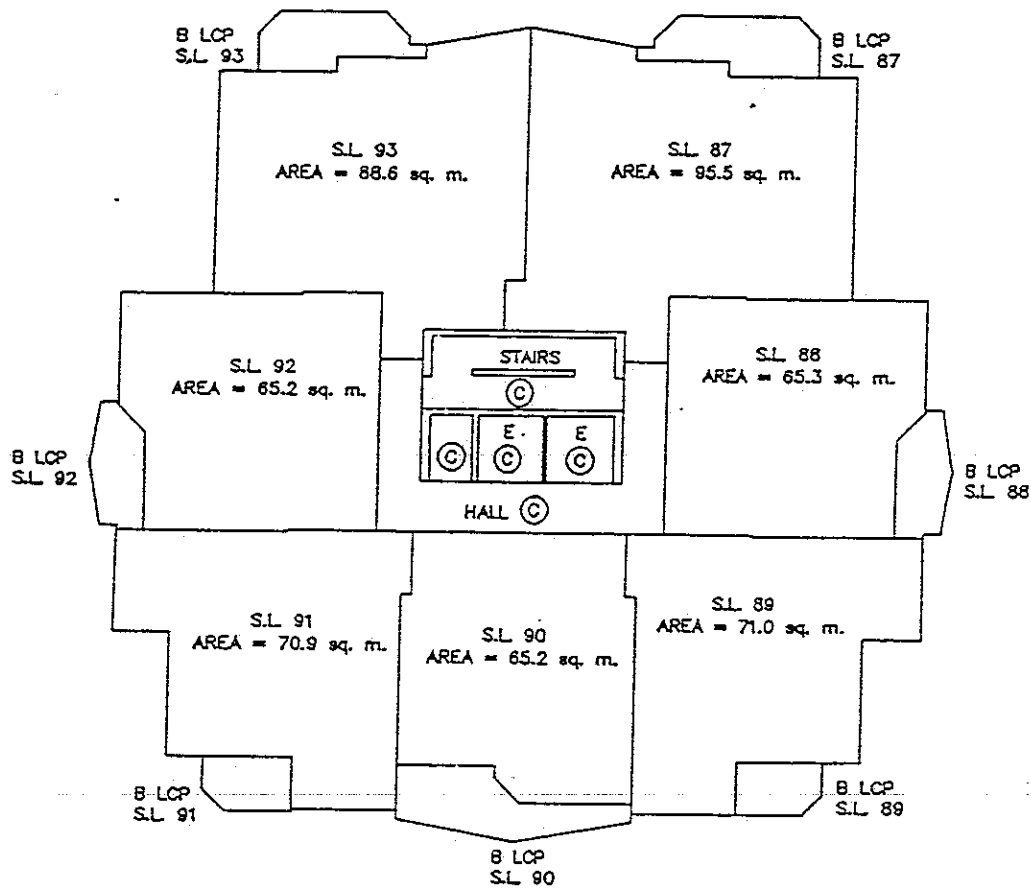 B LCP
S.L. 93
B LCP
S.L. 87
S.L. 93
AREA = 88.6 sq. m.
S.L. 87
AREA = 95.5 sq. m.
S.L. 92
AREA = 65.2 sq. m.
STAIRS
C
S.L. 88
AREA = 65.3 sq. m.
E
E
C
C
C
B LCP
S.L. 92
B LCP
S.L. 88
HALL C
S.L. 91
AREA = 70.9 sq. m.
S.L. 90
AREA = 65.2 sq. m.
S.L. 89
AREA = 71.0 sq. m.
B LCP
S.L. 91
B LCP
S.L. 89
B LCP
S.L. 90